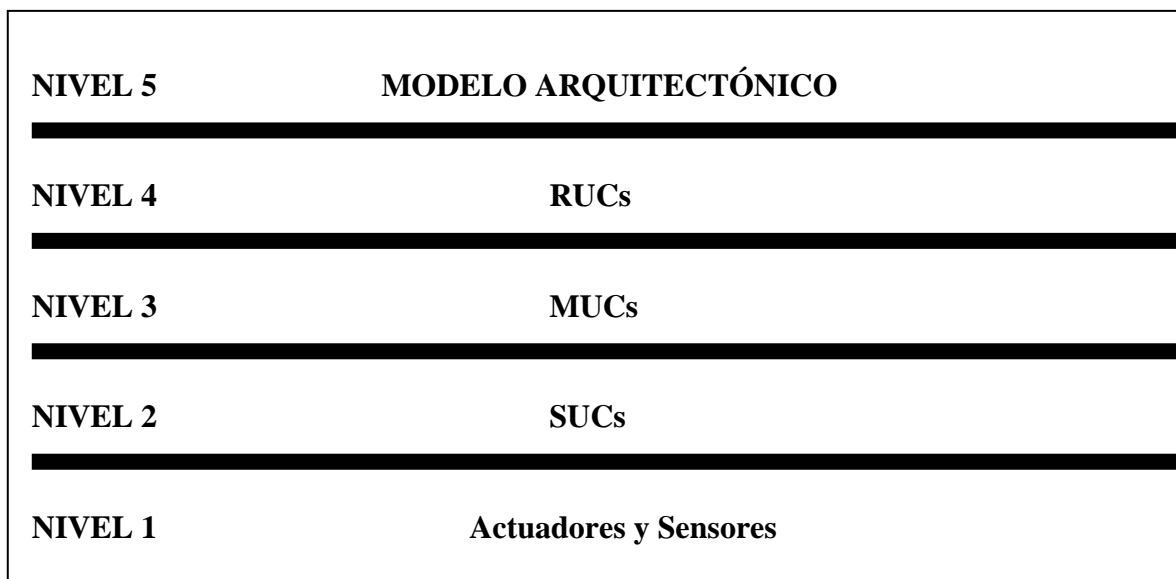 NIVEL 5 MODELO ARQUITECTÓNICO
NIVEL 4 RUCs
NIVEL 3 MUCs
NIVEL 2 SUCs
NIVEL 1 Actuadores y Sensores